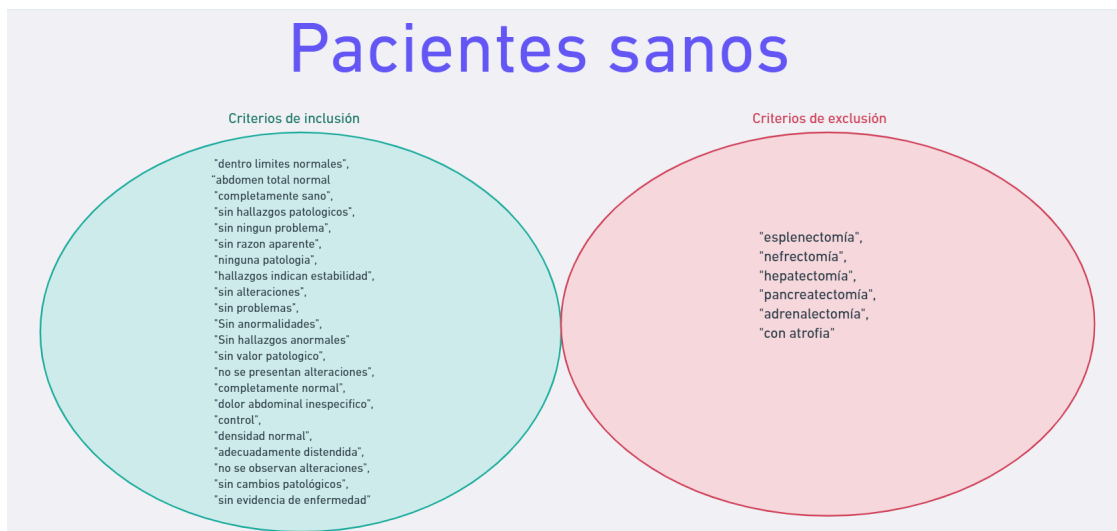 Pacientes sanos
Criterios de inclusión
"dentro limites normales",
"abdomen total normal
"completamente sano",
"sin hallazgos patologicos",
"sin ningun problema",
"sin razon aparente",
"ninguna patologia",
"hallazgos indican estabilidad",
"sin alteraciones",
"sin problemas",
"Sin anormalidades",
"Sin hallazgos anormales"
"sin valor patologico",
"no se presentan alteraciones",
"completamente normal",
"dolor abdominal inespecifico",
"control",
"densidad normal",
"adecuadamente distendida",
"no se observan alteraciones",
"sin cambios patológicos",
"sin evidencia de enfermedad"
Criterios de exclusión
"esplenectomía",
"nefrectomía",
"hepatectomía",
"pancreatectomía",
"adrenalectomía",
"con atrofia"